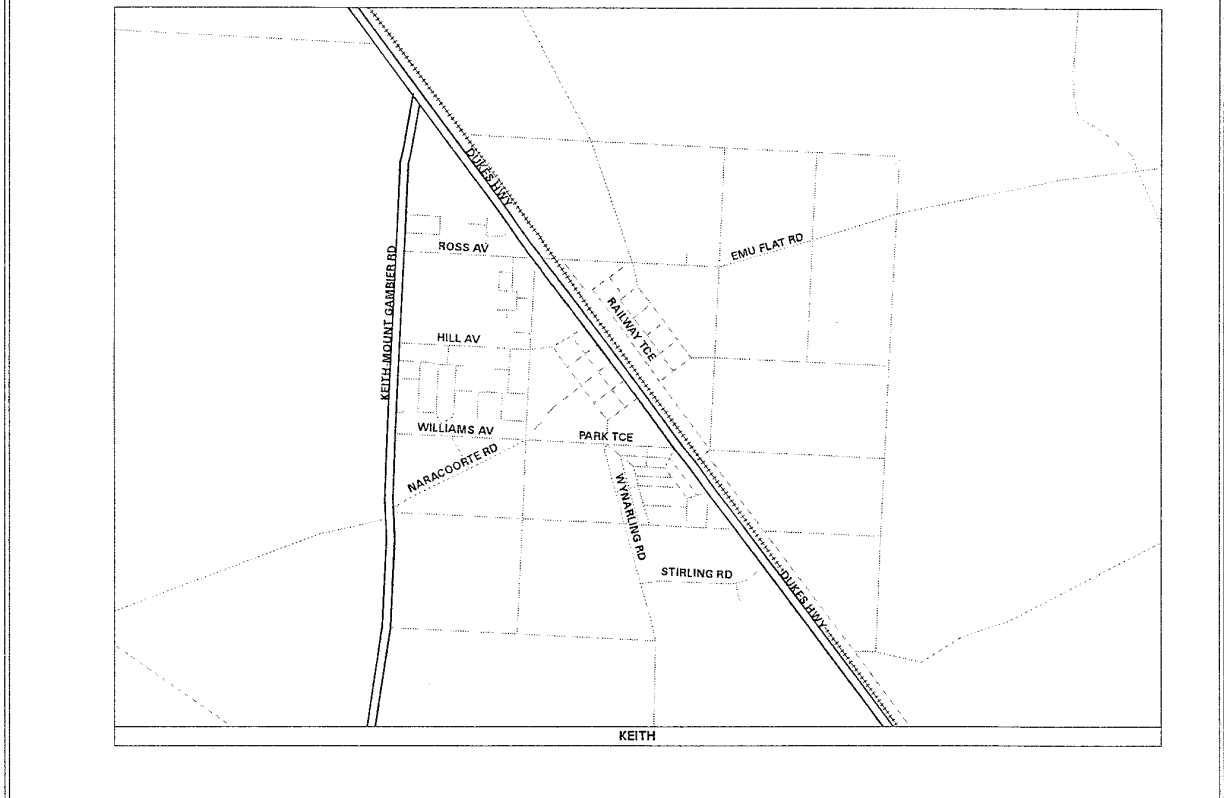 DUKES HWY
ROSS AV
EMU FLAT RD
KEITH-MOUNT GAMBIER RD
RAILWAY TCE
HILL AV
WILLIAMS AV
PARK TCE
NARACOORTE RD
WYNARLING RD
STIRLING RD
DUKES HWY
KEITH